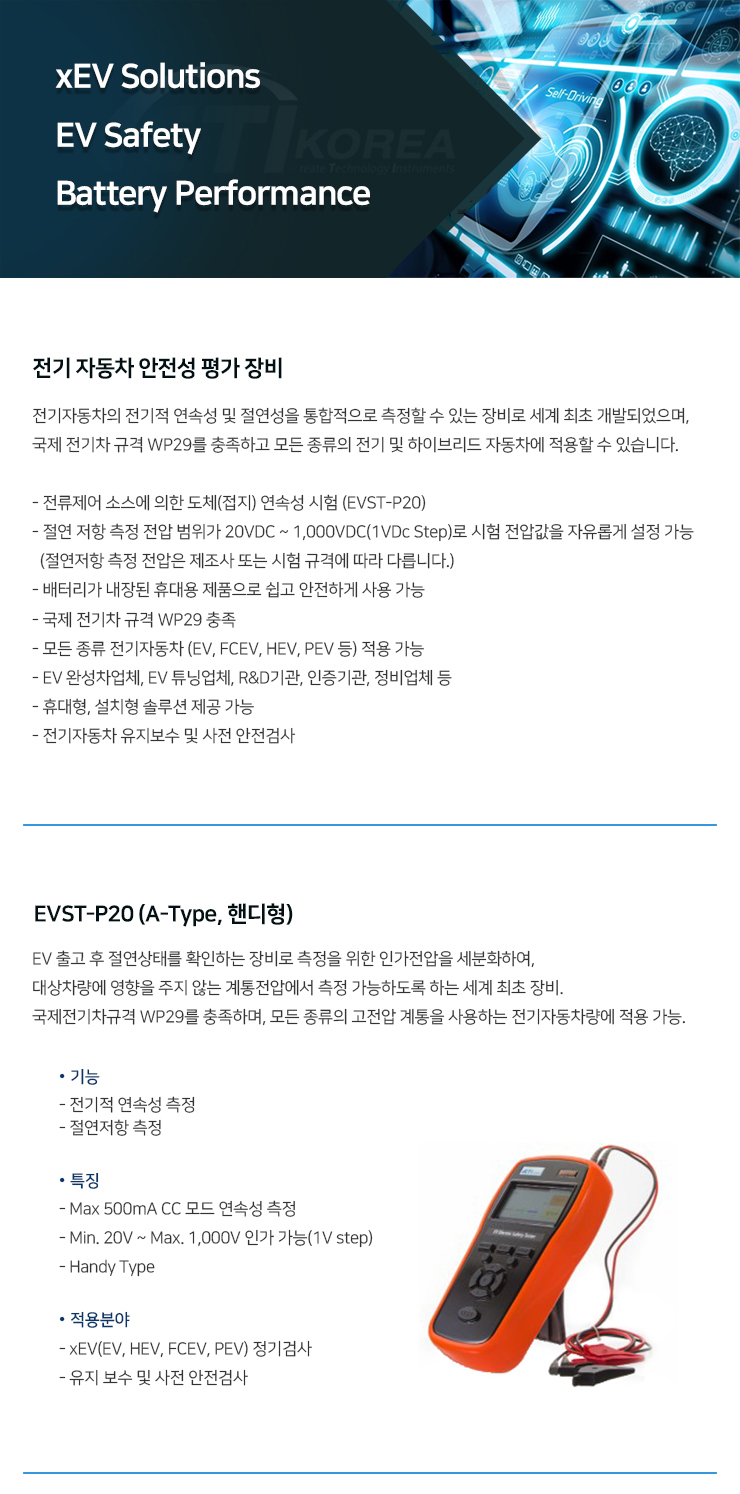 xEV Solutions
EV Safety
Battery Performance
TI KOREA
Self-Driving
전기 자동차 안전성 평가 장비
전기자동차의 전기적 연속성 및 절연성을 통합적으로 측정할 수 있는 장비로 세계 최초 개발되었으며,
국제 전기차 규격 WP29를 충족하고 모든 종류의 전기 및 하이브리드 자동차에 적용할 수 있습니다.
- 전류제어 소스에 의한 도체(접지) 연속성 시험 (EVST-P20)
- 절연 저항 측정 전압 범위가 20VDC ~ 1,000VDC(1VDc Step)로 시험 전압값을 자유롭게 설정 가능
(절연저항 측정 전압은 제조사 또는 시험 규격에 따라 다릅니다.)
- 배터리가 내장된 휴대용 제품으로 쉽고 안전하게 사용 가능
- 국제 전기차 규격 WP29 충족
- 모든 종류 전기자동차 (EV, FCEV, HEV, PEV 등) 적용 가능
- EV 완성차업체, EV 튜닝업체, R&D기관, 인증기관, 정비업체 등
- 휴대형, 설치형 솔루션 제공 가능
- 전기자동차 유지보수 및 사전 안전검사
EVST-P20 (A-Type, 핸디형)
EV 출고 후 절연상태를 확인하는 장비로 측정을 위한 인가전압을 세분화하여,
대상차량에 영향을 주지 않는 계통전압에서 측정 가능하도록 하는 세계 최초 장비.
국제전기차규격 WP29를 충족하며, 모든 종류의 고전압 계통을 사용하는 전기자동차량에 적용 가능.
• 기능
- 전기적 연속성 측정
- 절연저항 측정
• 특징
- Max 500mA CC 모드 연속성 측정
- Min. 20V ~ Max. 1,000V 인가 가능(1V step)
- Handy Type
• 적용분야
- xEV(EV, HEV, FCEV, PEV) 정기검사
- 유지 보수 및 사전 안전검사